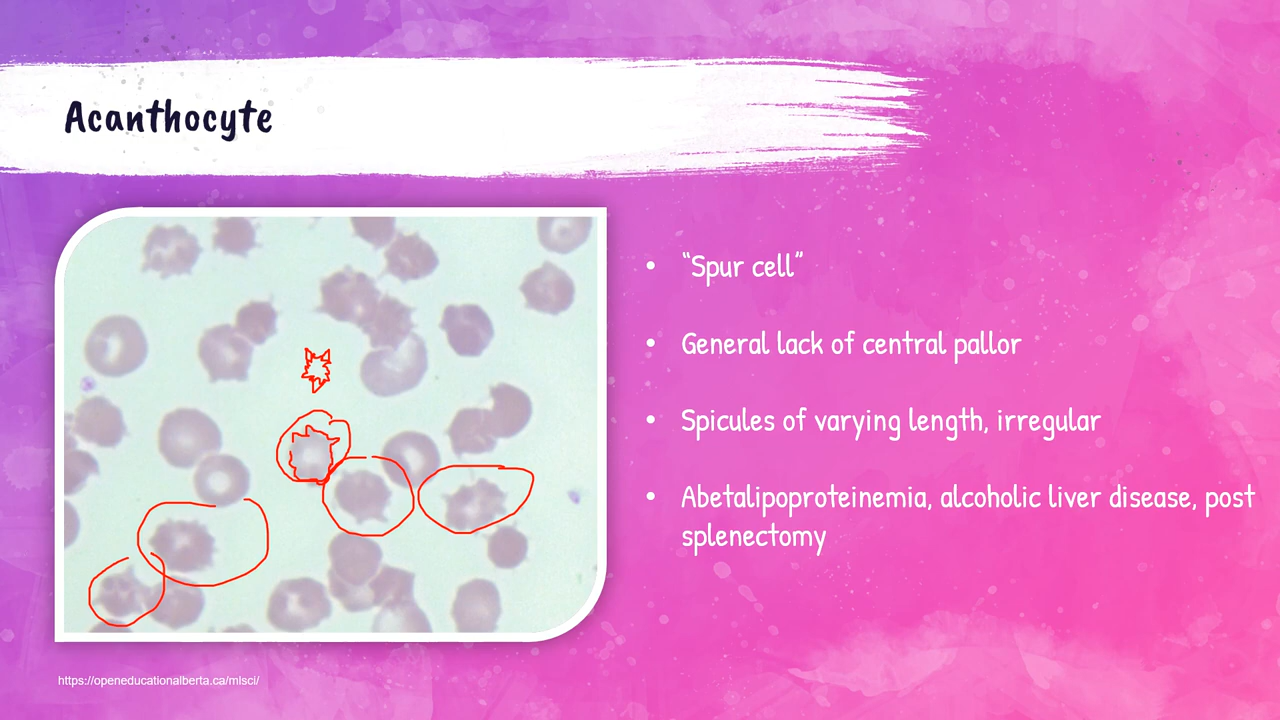 Acanthocyte
• “Spur cell”
• General lack of central pallor
• Spicules of varying length, irregular
• Abetalipoproteinemia, alcoholic liver disease, post
splenectomy
https://openeducationalberta.ca/mlsci/